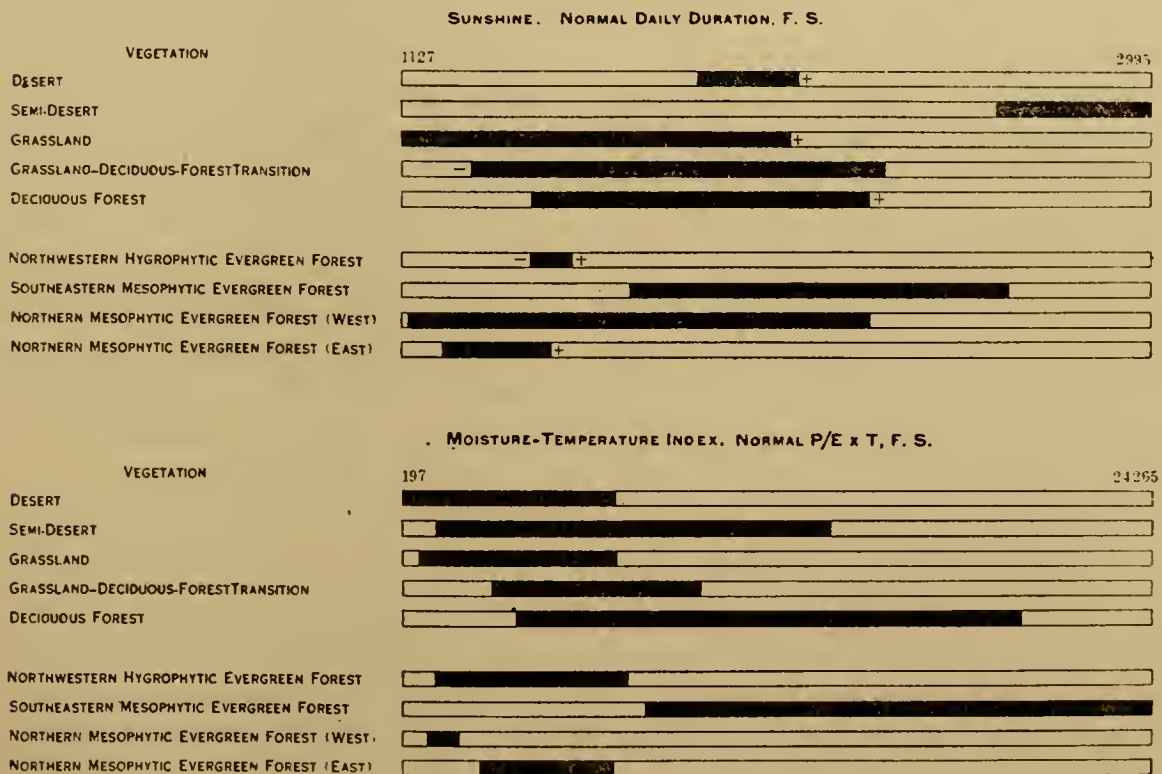 SUNSHINE. NORMAL DAILY DURATION, F. S.
VEGETATION
1127 2995
DESERT
+
SEMI-DESERT
GRASSLAND
+
GRASSLAND-DECIDUOUS-FOREST TRANSITION
−
DECIDUOUS FOREST
+
NORTHWESTERN HYGROPHYTIC EVERGREEN FOREST
− +
SOUTHEASTERN MESOPHYTIC EVERGREEN FOREST
NORTHERN MESOPHYTIC EVERGREEN FOREST (WEST)
NORTHERN MESOPHYTIC EVERGREEN FOREST (EAST)
+
MOISTURE-TEMPERATURE INDEX. NORMAL P/E x T, F. S.
VEGETATION
197 24265
DESERT
SEMI-DESERT
GRASSLAND
GRASSLAND-DECIDUOUS-FOREST TRANSITION
DECIDUOUS FOREST
NORTHWESTERN HYGROPHYTIC EVERGREEN FOREST
SOUTHEASTERN MESOPHYTIC EVERGREEN FOREST
NORTHERN MESOPHYTIC EVERGREEN FOREST (WEST)
NORTHERN MESOPHYTIC EVERGREEN FOREST (EAST)